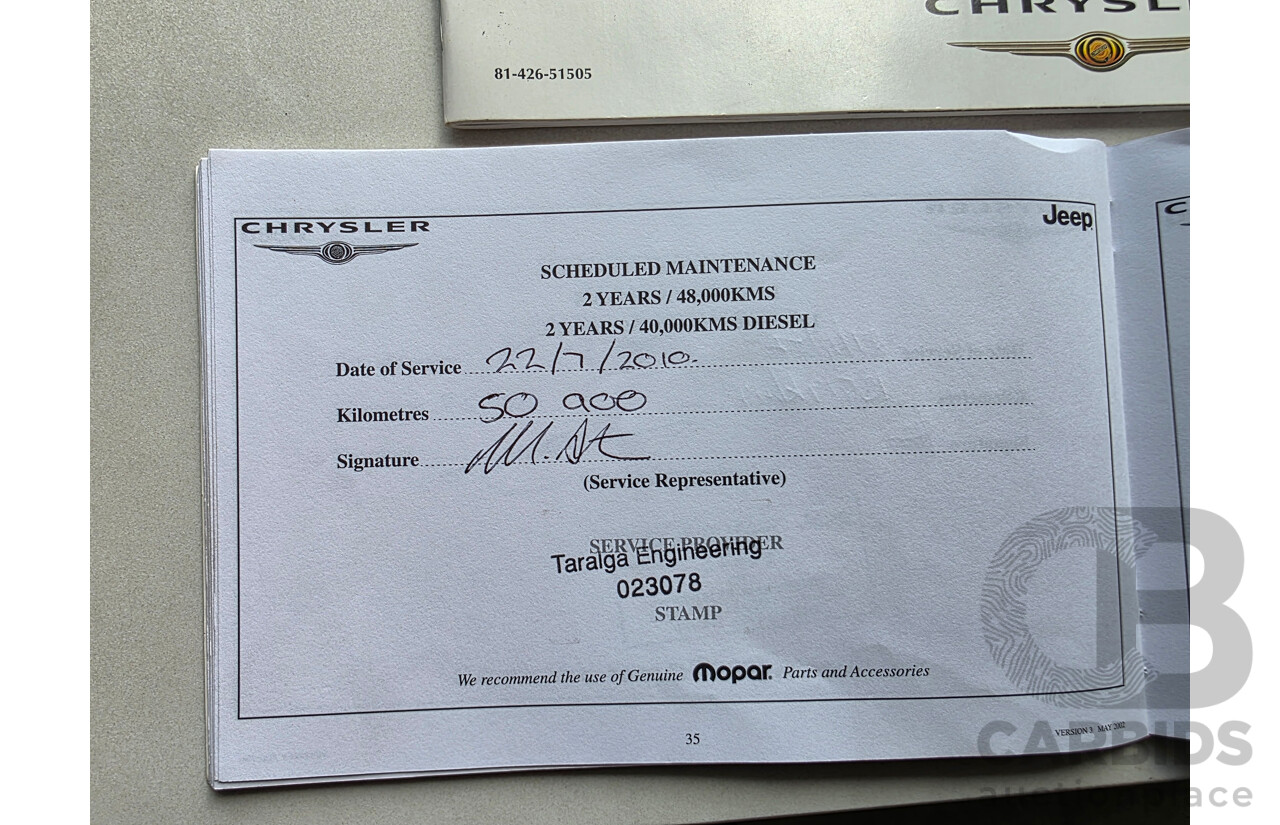 CHRYSL
81-426-51505
CHRYSLER
Jeep
SCHEDULED MAINTENANCE
2 YEARS / 48,000KMS
2 YEARS / 40,000KMS DIESEL
Date of Service 22/7/2010.
Kilometres 50 900
Signature
(Service Representative)
SERVICE PROVIDER
Taralga Engineering
023078
STAMP
We recommend the use of Genuine Mopar. Parts and Accessories
35
VERSION 3 MAY 2002
CB
CARBIDS